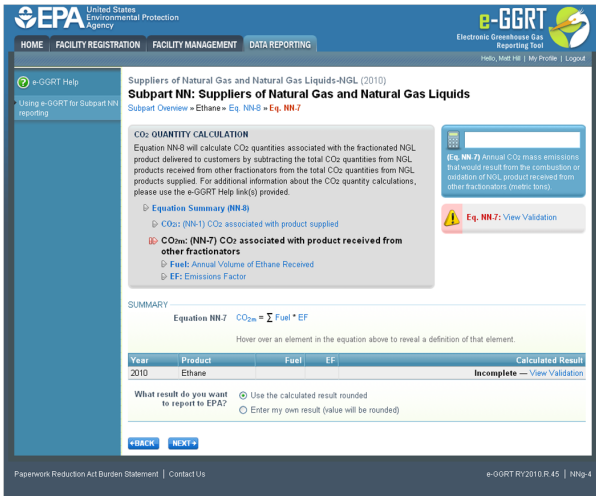 EPA United States
Environmental Protection
Agency
e-GGRT
Electronic Greenhouse Gas
Reporting Tool
HOME FACILITY REGISTRATION FACILITY MANAGEMENT DATA REPORTING
Hello, Matt Hill | My Profile | Logout
e-GGRT Help
Using e-GGRT for Subpart NN
reporting
Suppliers of Natural Gas and Natural Gas Liquids-NGL (2010)
Subpart NN: Suppliers of Natural Gas and Natural Gas Liquids
Subpart Overview » Ethane» Eq. NN-8 » Eq. NN-7
CO₂ QUANTITY CALCULATION
Equation NN-8 will calculate CO₂ quantities associated with the fractionated NGL
product delivered to customers by subtracting the total CO₂ quantities from NGL
products received from other fractionators from the total CO₂ quantities from NGL
products supplied. For additional information about the CO₂ quantity calculations,
please use the e-GGRT Help link(s) provided.
Equation Summary (NN-8)
CO₂i: (NN-1) CO₂ associated with product supplied
CO₂m: (NN-7) CO₂ associated with product received from
other fractionators
Fuel: Annual Volume of Ethane Received
EF: Emissions Factor
(Eq. NN-7) Annual CO₂ mass emissions
that would result from the combustion or
oxidation of NGL product received from
other fractionators (metric tons).
Eq. NN-7: View Validation
SUMMARY
Equation NN-7 CO₂m = ∑ Fuel * EF
Hover over an element in the equation above to reveal a definition of that element.
Year Product Fuel EF Calculated Result
2010 Ethane Incomplete — View Validation
What result do you want
to report to EPA?
Use the calculated result rounded
Enter my own result (value will be rounded)
BACK NEXT
Paperwork Reduction Act Burden Statement | Contact Us
e-GGRT RY2010.R.45 | NNg-4